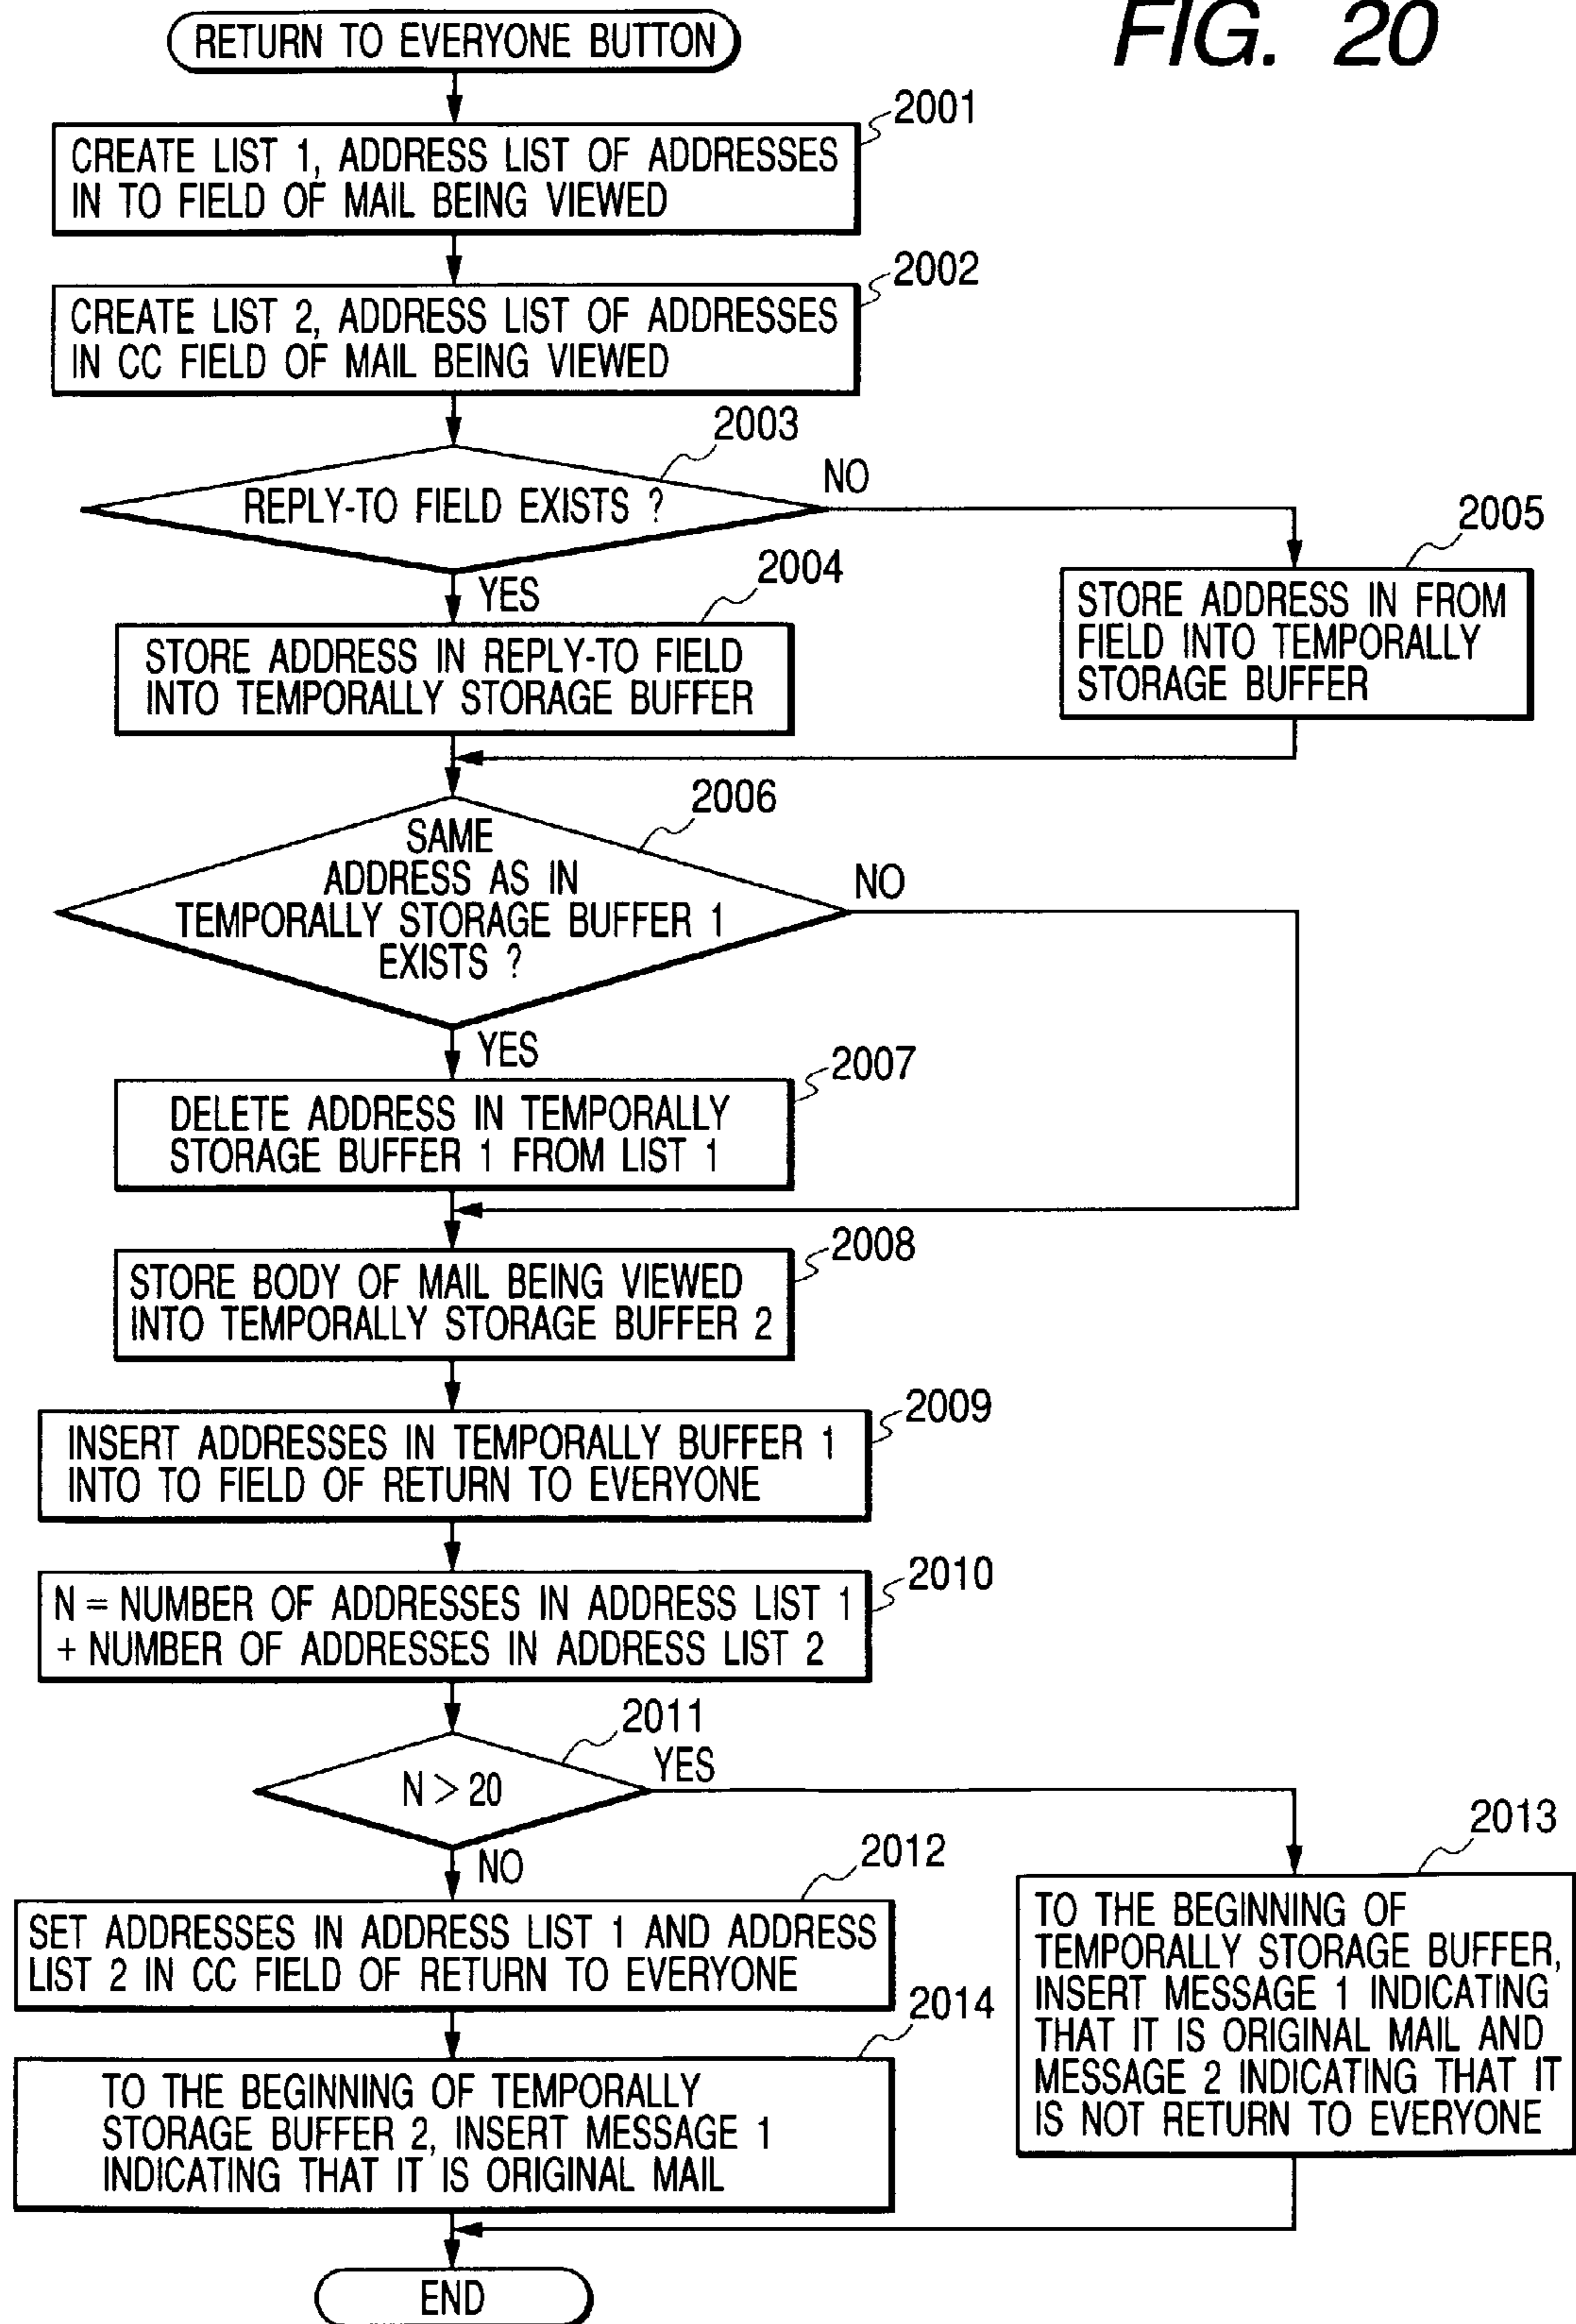 FIG. 20
RETURN TO EVERYONE BUTTON
2001
CREATE LIST 1, ADDRESS LIST OF ADDRESSES
IN TO FIELD OF MAIL BEING VIEWED
2002
CREATE LIST 2, ADDRESS LIST OF ADDRESSES
IN CC FIELD OF MAIL BEING VIEWED
2003
REPLY-TO FIELD EXISTS ?
NO
YES
2004
STORE ADDRESS IN REPLY-TO FIELD
INTO TEMPORALLY STORAGE BUFFER
2005
STORE ADDRESS IN FROM
FIELD INTO TEMPORALLY
STORAGE BUFFER
2006
SAME
ADDRESS AS IN
TEMPORALLY STORAGE BUFFER 1
EXISTS ?
NO
YES
2007
DELETE ADDRESS IN TEMPORALLY
STORAGE BUFFER 1 FROM LIST 1
2008
STORE BODY OF MAIL BEING VIEWED
INTO TEMPORALLY STORAGE BUFFER 2
2009
INSERT ADDRESSES IN TEMPORALLY BUFFER 1
INTO TO FIELD OF RETURN TO EVERYONE
2010
N = NUMBER OF ADDRESSES IN ADDRESS LIST 1
+ NUMBER OF ADDRESSES IN ADDRESS LIST 2
2011
N > 20
YES
NO
2012
SET ADDRESSES IN ADDRESS LIST 1 AND ADDRESS
LIST 2 IN CC FIELD OF RETURN TO EVERYONE
2013
TO THE BEGINNING OF
TEMPORALLY STORAGE BUFFER,
INSERT MESSAGE 1 INDICATING
THAT IT IS ORIGINAL MAIL AND
MESSAGE 2 INDICATING THAT IT
IS NOT RETURN TO EVERYONE
2014
TO THE BEGINNING OF TEMPORALLY
STORAGE BUFFER 2, INSERT MESSAGE 1
INDICATING THAT IT IS ORIGINAL MAIL
END